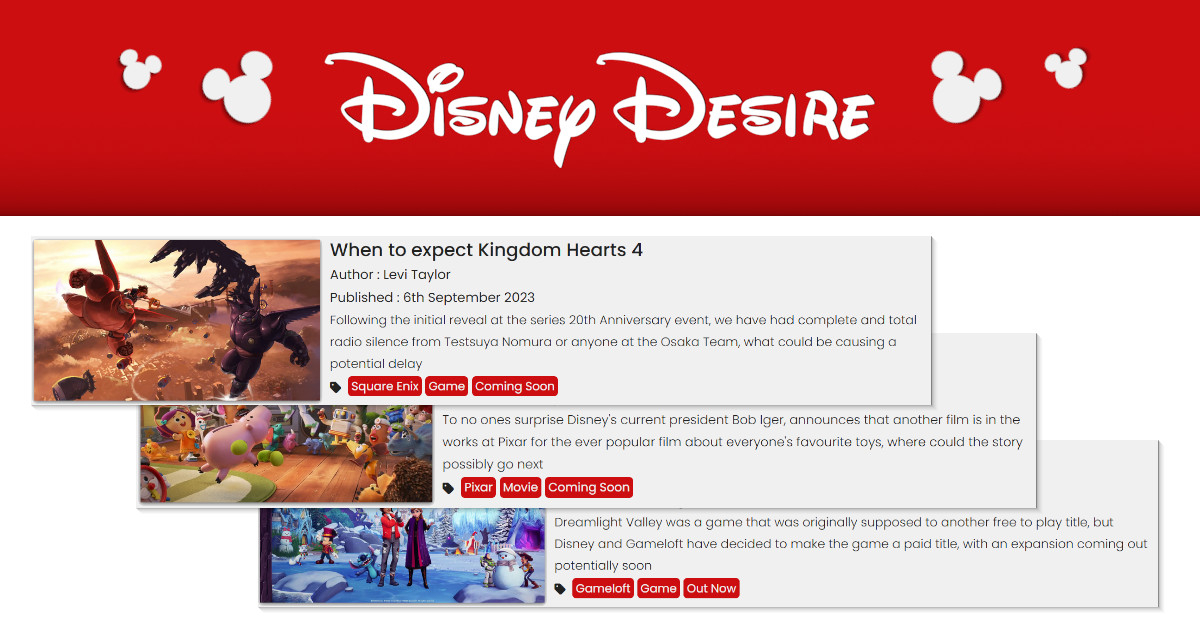 Disney Desire
When to expect Kingdom Hearts 4
Author : Levi Taylor
Published : 6th September 2023
Following the initial reveal at the series 20th Anniversary event, we have had complete and total
radio silence from Testsuya Nomura or anyone at the Osaka Team, what could be causing a
potential delay
Square Enix Game Coming Soon
To no ones surprise Disney's current president Bob Iger, announces that another film is in the
works at Pixar for the ever popular film about everyone's favourite toys, where could the story
possibly go next
Pixar Movie Coming Soon
Dreamlight Valley was a game that was originally supposed to another free to play title, but
Disney and Gameloft have decided to make the game a paid title, with an expansion coming out
potentially soon
Gameloft Game Out Now